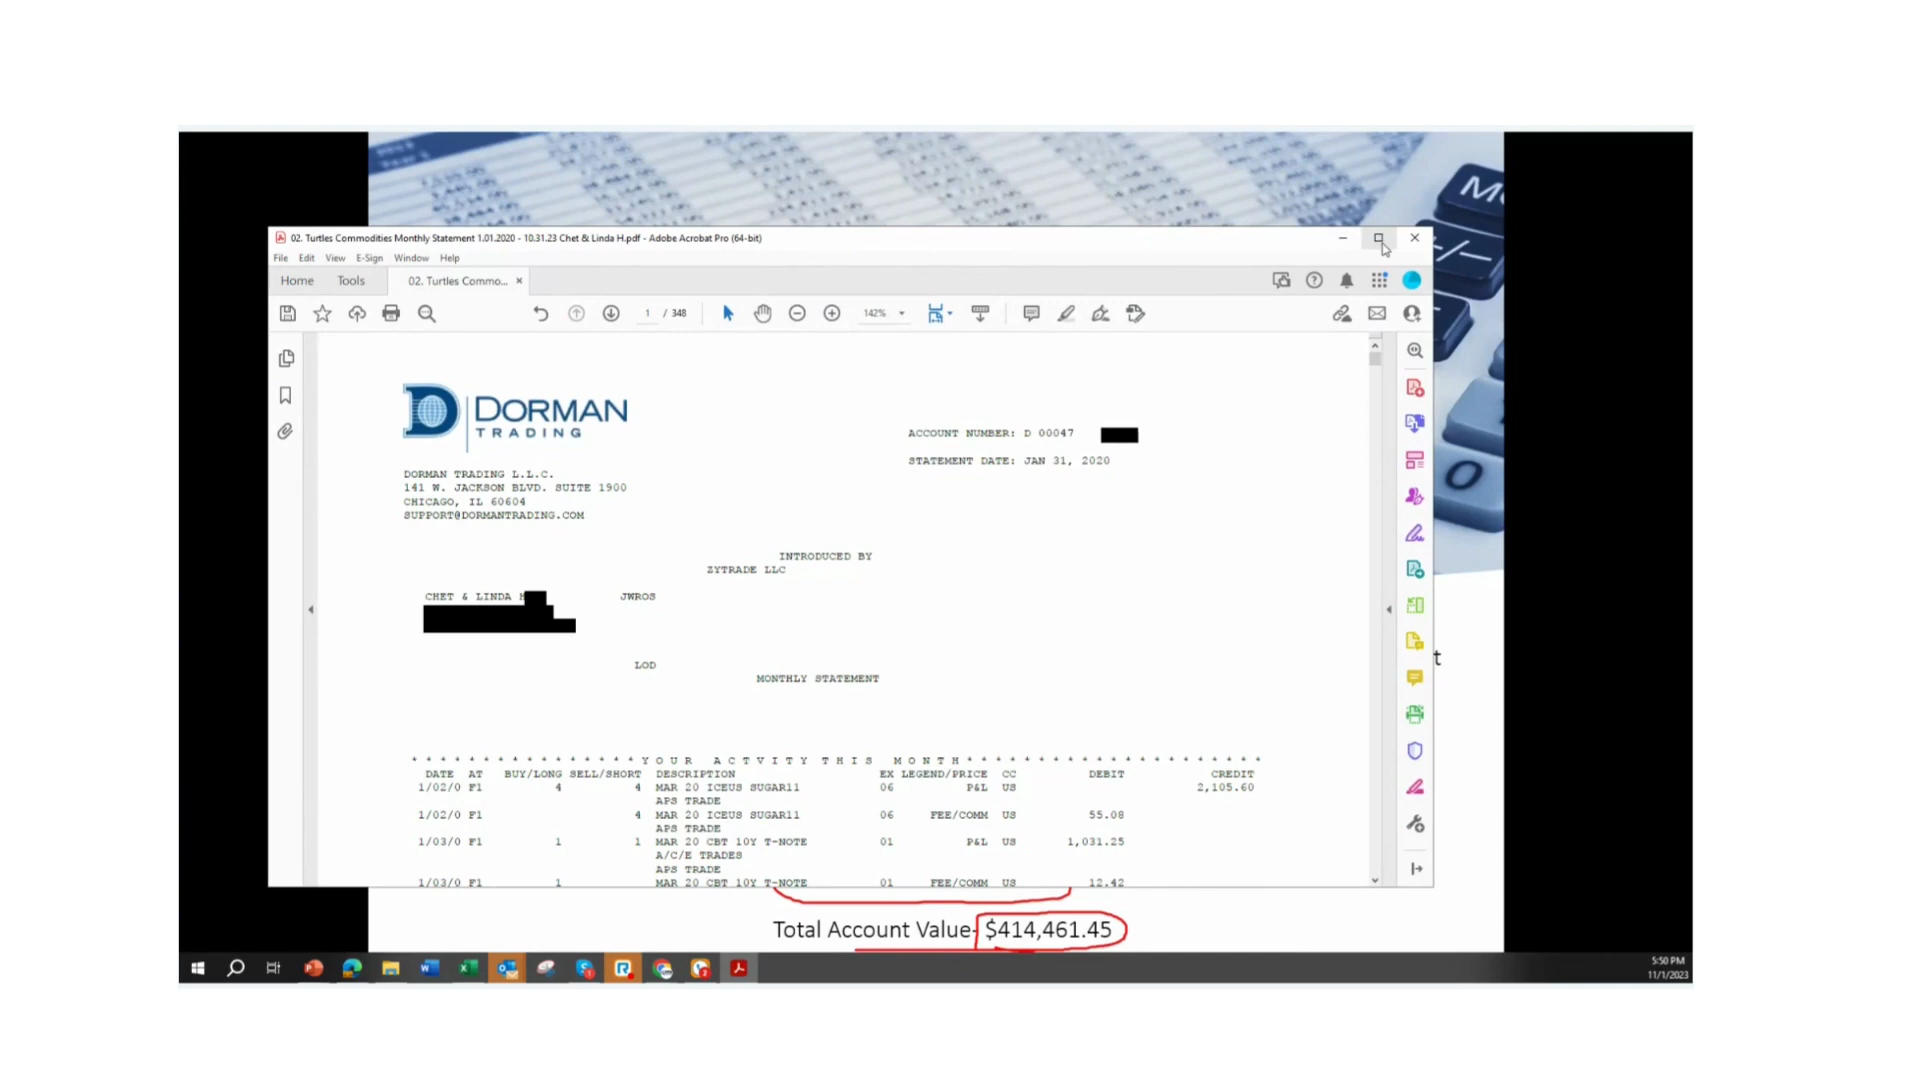 02. Turtles Commodities Monthly Statement 1.01.2020 - 10.31.23 Chet & Linda H.pdf - Adobe Acrobat Pro (64-bit)
File Edit View E-Sign Window Help
Home Tools 02. Turtles Commo... ×
1 / 348 142%
DORMAN
TRADING
ACCOUNT NUMBER: D 00047
STATEMENT DATE: JAN 31, 2020
DORMAN TRADING L.L.C.
141 W. JACKSON BLVD. SUITE 1900
CHICAGO, IL 60604
SUPPORT@DORMANTRADING.COM
INTRODUCED BY
ZYTRADE LLC
CHET & LINDA H JWROS
LOD
MONTHLY STATEMENT
* * * * * * * * * * * * * * * * Y O U R A C T V I T Y T H I S M O N T H * * * * * * * * * * * * * * * * * * * * *
DATE AT BUY/LONG SELL/SHORT DESCRIPTION EX LEGEND/PRICE CC DEBIT CREDIT
1/02/0 F1 4 4 MAR 20 ICEUS SUGAR11 06 P&L US 2,105.60
APS TRADE
1/02/0 F1 4 MAR 20 ICEUS SUGAR11 06 FEE/COMM US 55.08
APS TRADE
1/03/0 F1 1 1 MAR 20 CBT 10Y T-NOTE 01 P&L US 1,031.25
A/C/E TRADES
APS TRADE
1/03/0 F1 1 MAR 20 CBT 10Y T-NOTE 01 FEE/COMM US 12.42
+/-
0
t
Total Account Value- $414,461.45
5:50 PM
11/1/2023